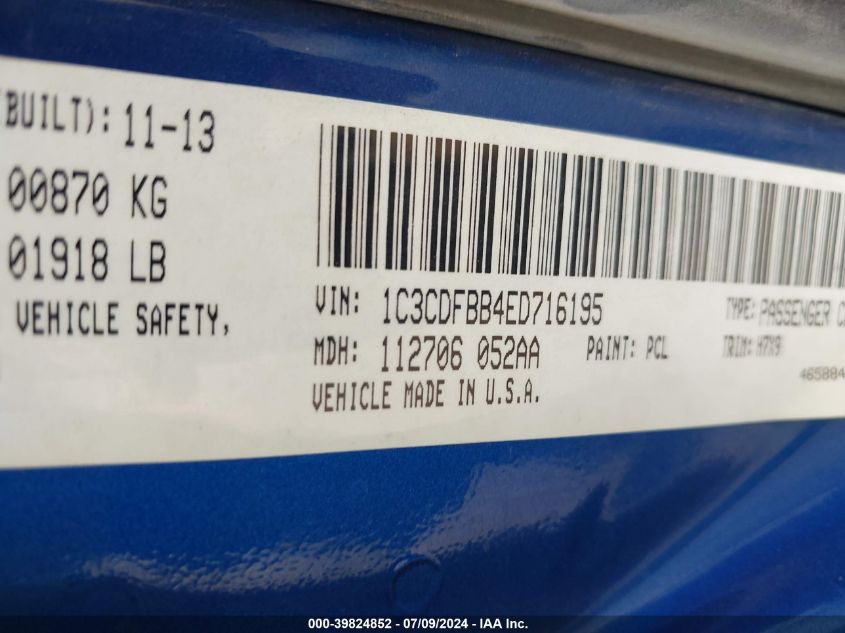 (BUILT): 11-13
00870 KG
01918 LB
VEHICLE SAFETY,
VIN: 1C3CDFBB4ED716195
TYPE: PASSENGER
MDH: 112706 052AA
PAINT: PCL
TRIM: H7X9
VEHICLE MADE IN U.S.A.
465884
000-39824852 / 07/09/2024 - IAA Inc.